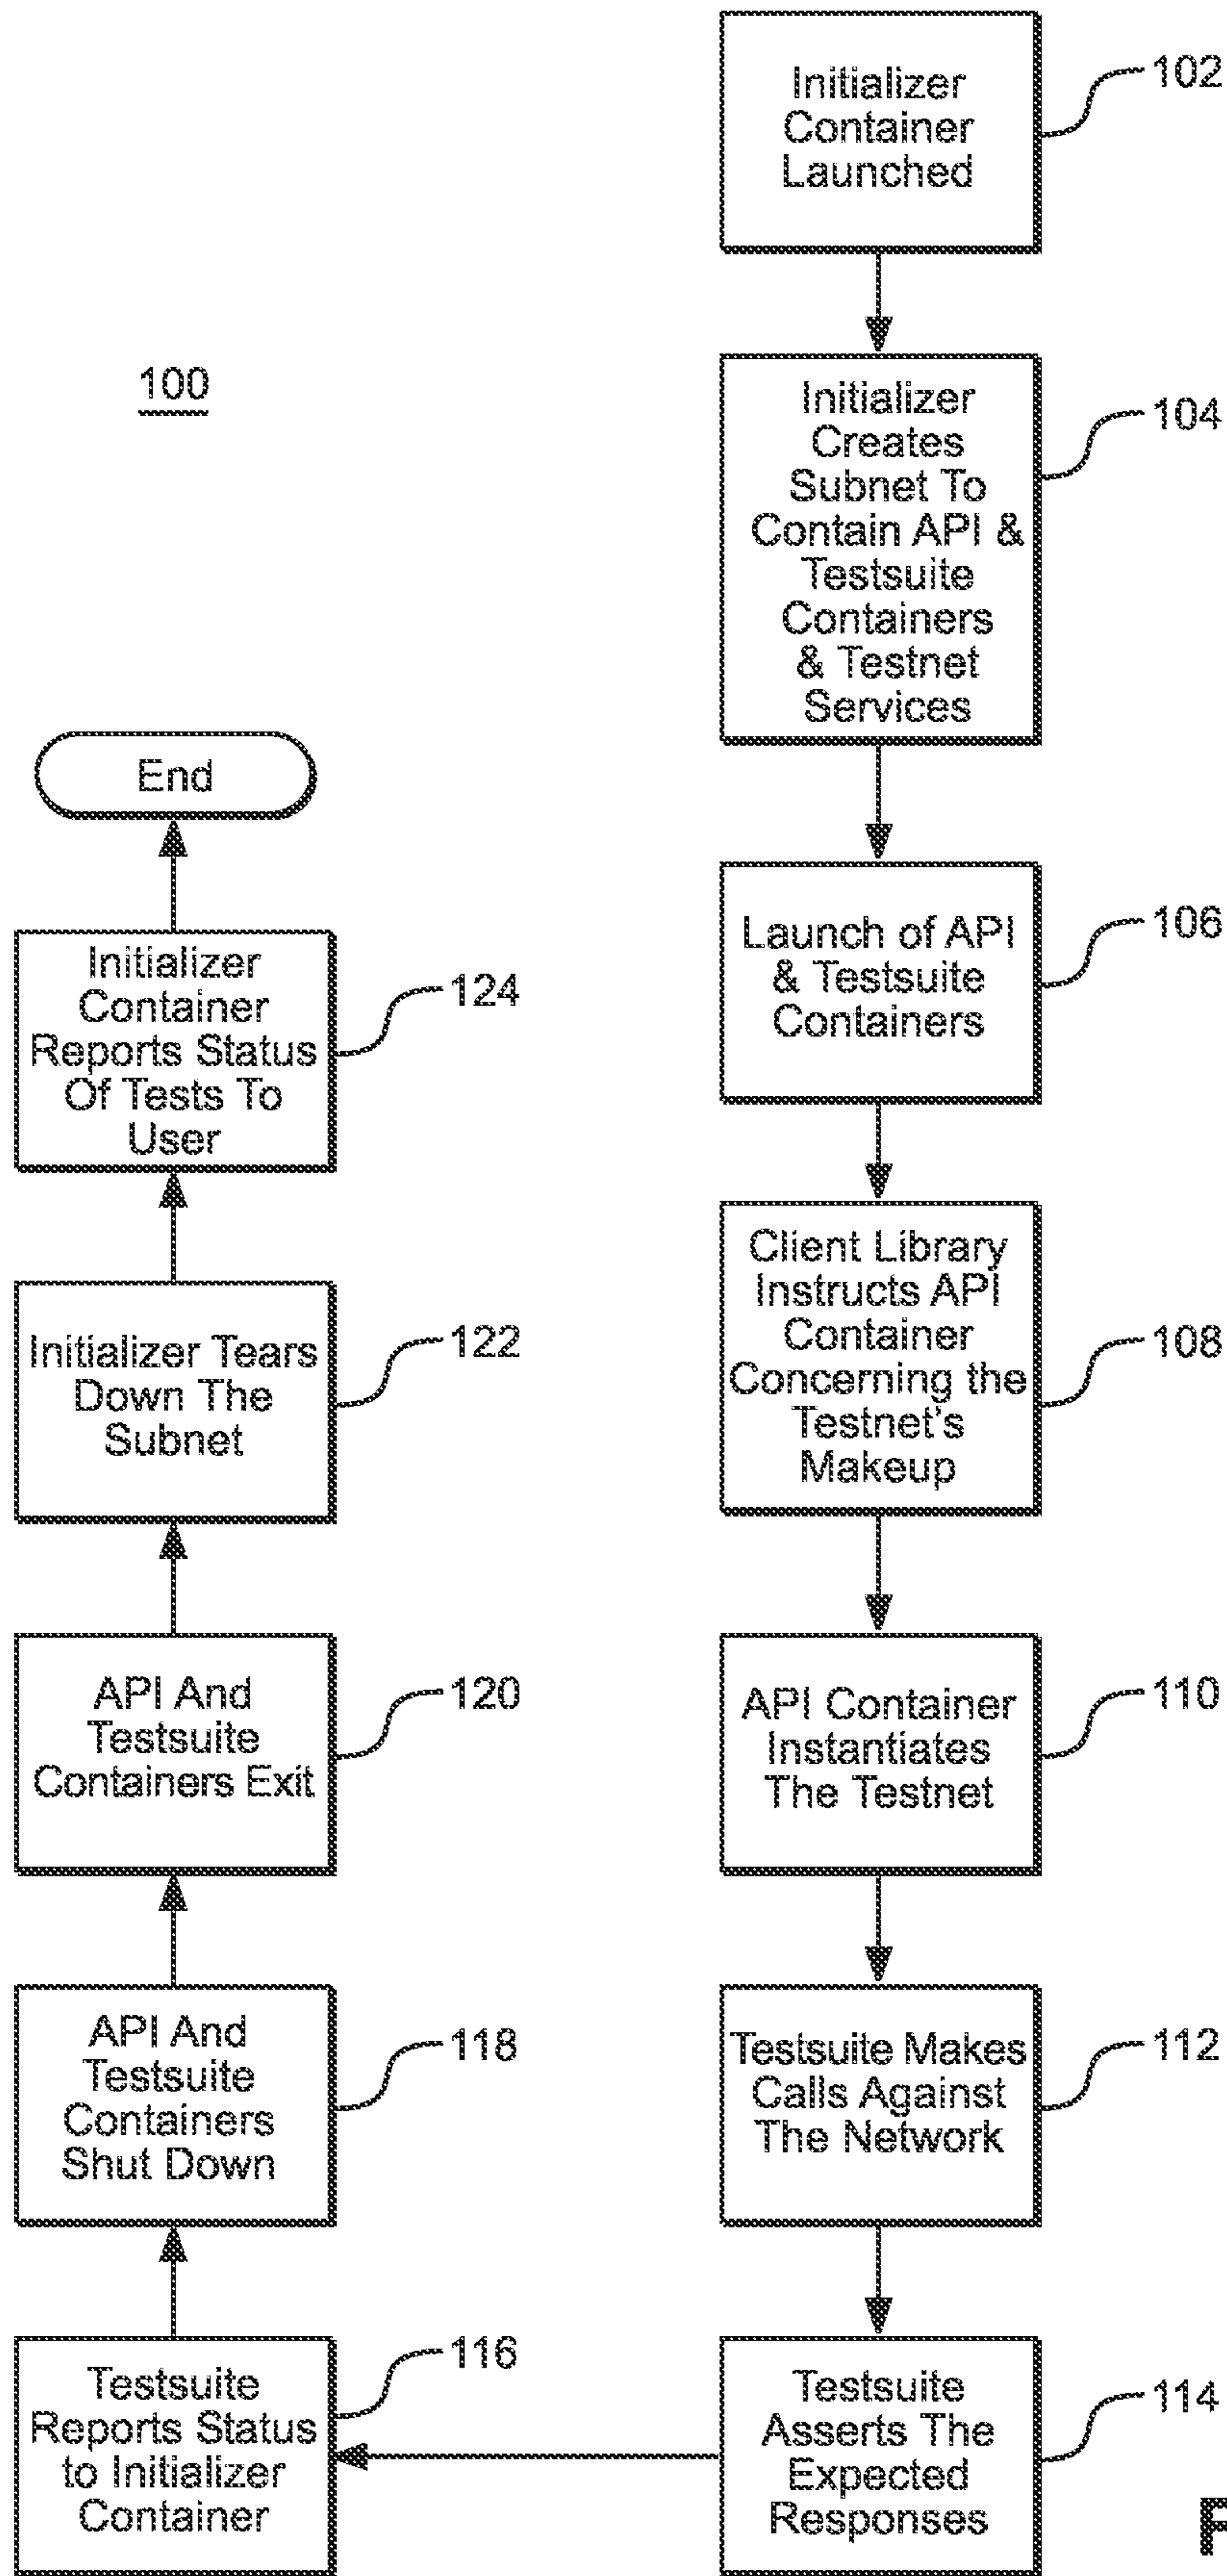 100
Initializer
Container
Launched
102
Initializer
Creates
Subnet To
Contain API &
Testsuite
Containers
& Testnet
Services
104
Launch of API
& Testsuite
Containers
106
Client Library
Instructs API
Container
Concerning the
Testnet's
Makeup
108
API Container
Instantiates
The Testnet
110
Testsuite Makes
Calls Against
The Network
112
Testsuite
Asserts The
Expected
Responses
114
Testsuite
Reports Status
to Initializer
Container
116
API And
Testsuite
Containers
Shut Down
118
API And
Testsuite
Containers Exit
120
Initializer Tears
Down The
Subnet
122
Initializer
Container
Reports Status
Of Tests To
User
124
End